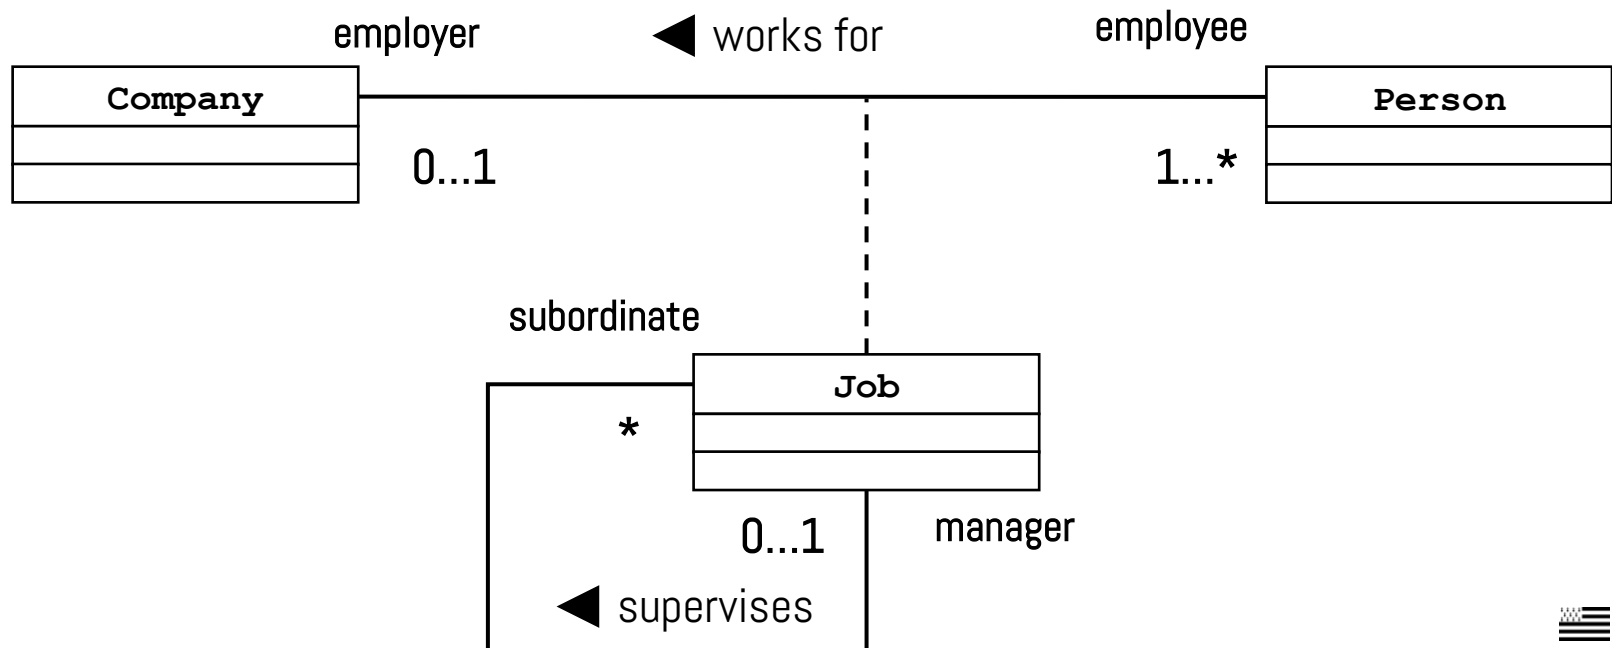 employer
◀ works for
employee
Company
Person
0...1
1...*
subordinate
Job
*
0...1
manager
◀ supervises